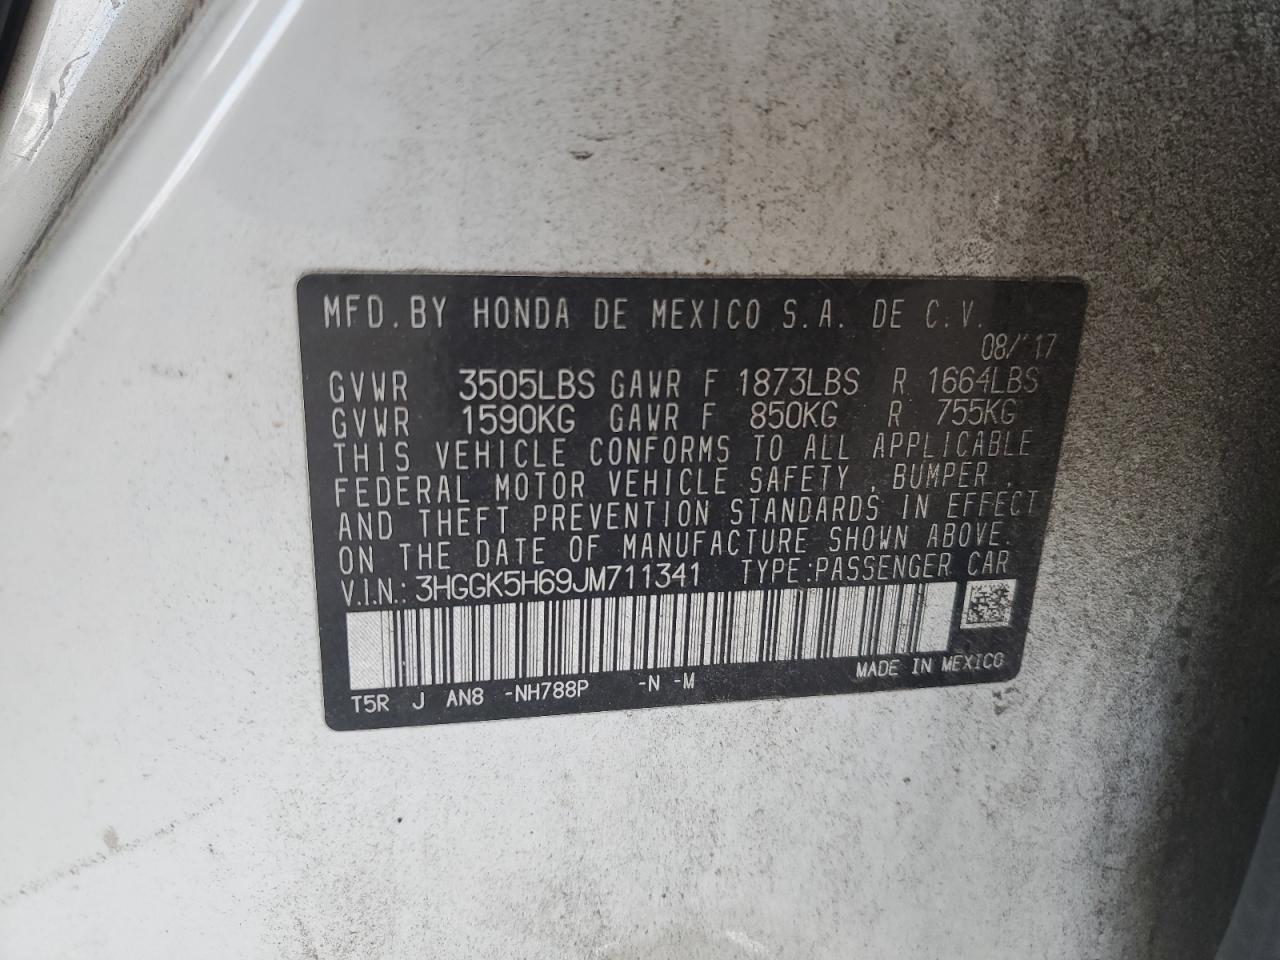 MFD. BY HONDA DE MEXICO S.A. DE C.V.
08/'17
GVWR 3505LBS GAWR F 1873LBS R 1664LBS
GVWR 1590KG GAWR F 850KG R 755KG
THIS VEHICLE CONFORMS TO ALL APPLICABLE
FEDERAL MOTOR VEHICLE SAFETY , BUMPER ,
AND THEFT PREVENTION STANDARDS IN EFFECT
ON THE DATE OF MANUFACTURE SHOWN ABOVE.
V.I.N.: 3HGGK5H69JM711341 TYPE:PASSENGER CAR
T5R J AN8 -NH788P -N -M MADE IN MEXICO